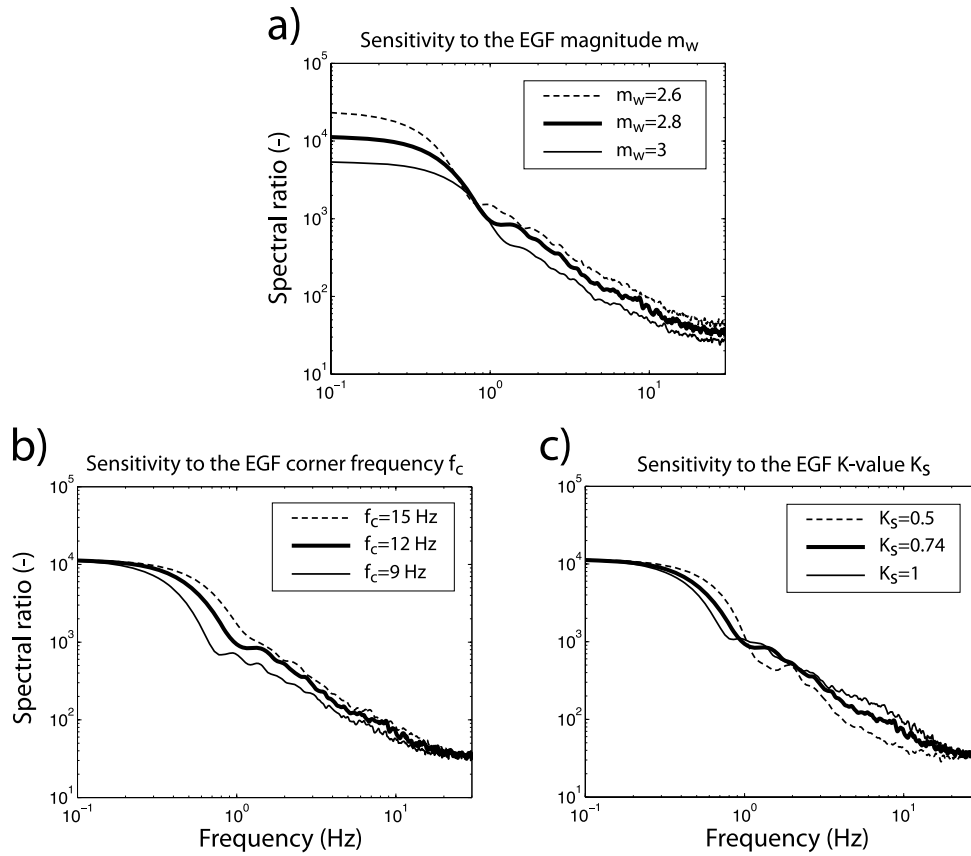 a)
Sensitivity to the EGF magnitude mw
Spectral ratio (-)
10^5
10^4
10^3
10^2
10^1
mw=2.6
mw=2.8
mw=3
10^-1
10^0
10^1
b)
Sensitivity to the EGF corner frequency fc
Spectral ratio (-)
10^5
10^4
10^3
10^2
10^1
fc=15 Hz
fc=12 Hz
fc=9 Hz
10^-1
10^0
10^1
Frequency (Hz)
c)
Sensitivity to the EGF K-value Ks
10^5
10^4
10^3
10^2
10^1
Ks=0.5
Ks=0.74
Ks=1
10^-1
10^0
10^1
Frequency (Hz)